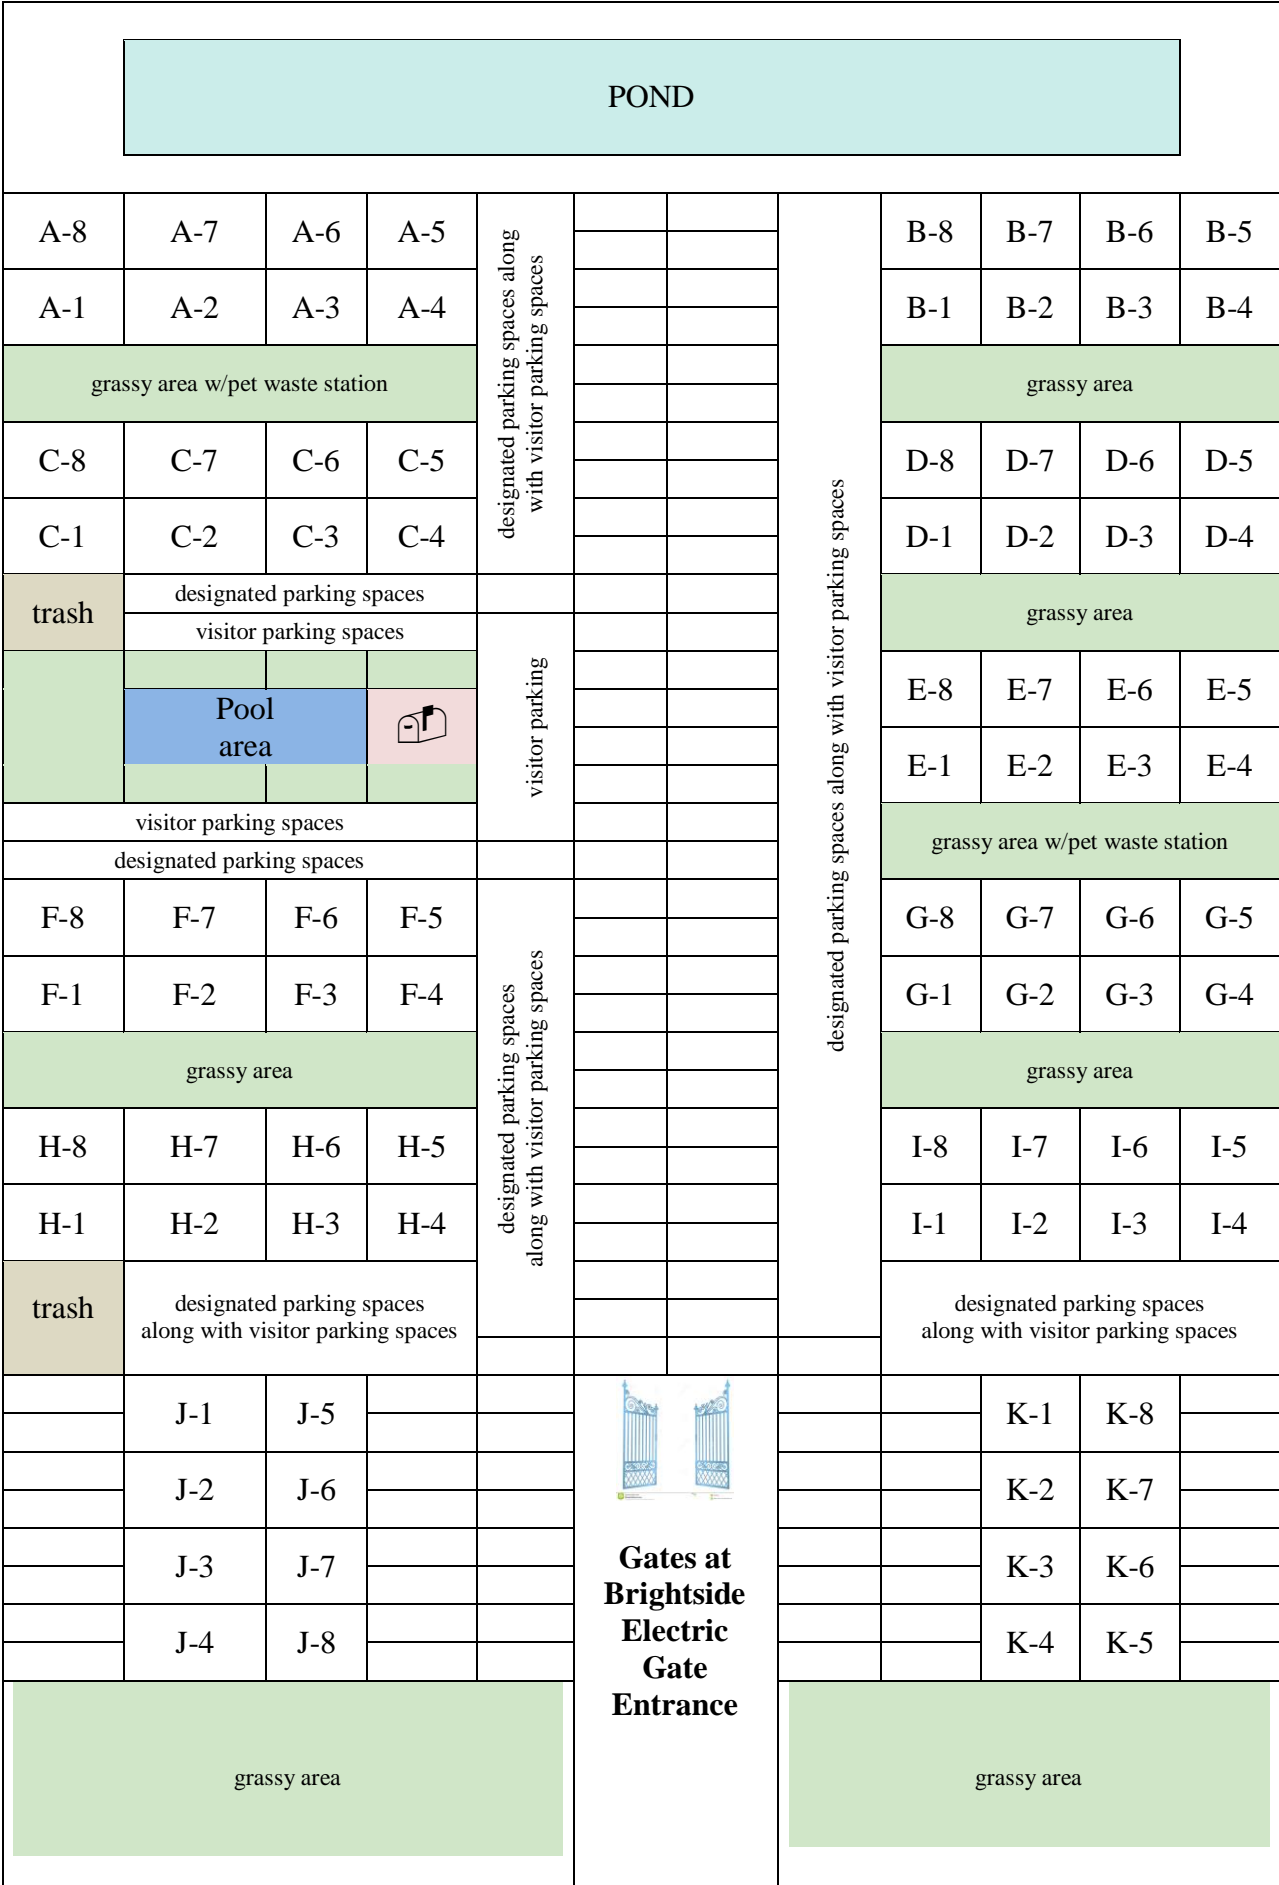 POND
A-8 A-7 A-6 A-5
designated parking spaces along
with visitor parking spaces
B-8 B-7 B-6 B-5
A-1 A-2 A-3 A-4
B-1 B-2 B-3 B-4
grassy area w/pet waste station
grassy area
C-8 C-7 C-6 C-5
D-8 D-7 D-6 D-5
designated parking spaces along with visitor parking spaces
C-1 C-2 C-3 C-4
D-1 D-2 D-3 D-4
trash
designated parking spaces
visitor parking spaces
grassy area
visitor parking
E-8 E-7 E-6 E-5
Pool
area
E-1 E-2 E-3 E-4
visitor parking spaces
designated parking spaces
grassy area w/pet waste station
F-8 F-7 F-6 F-5
G-8 G-7 G-6 G-5
designated parking spaces
along with visitor parking spaces
F-1 F-2 F-3 F-4
G-1 G-2 G-3 G-4
grassy area
grassy area
H-8 H-7 H-6 H-5
I-8 I-7 I-6 I-5
H-1 H-2 H-3 H-4
I-1 I-2 I-3 I-4
trash
designated parking spaces
along with visitor parking spaces
designated parking spaces
along with visitor parking spaces
J-1 J-5
K-1 K-8
J-2 J-6
K-2 K-7
J-3 J-7
K-3 K-6
J-4 J-8
K-4 K-5
Gates at
Brightside
Electric
Gate
Entrance
grassy area
grassy area